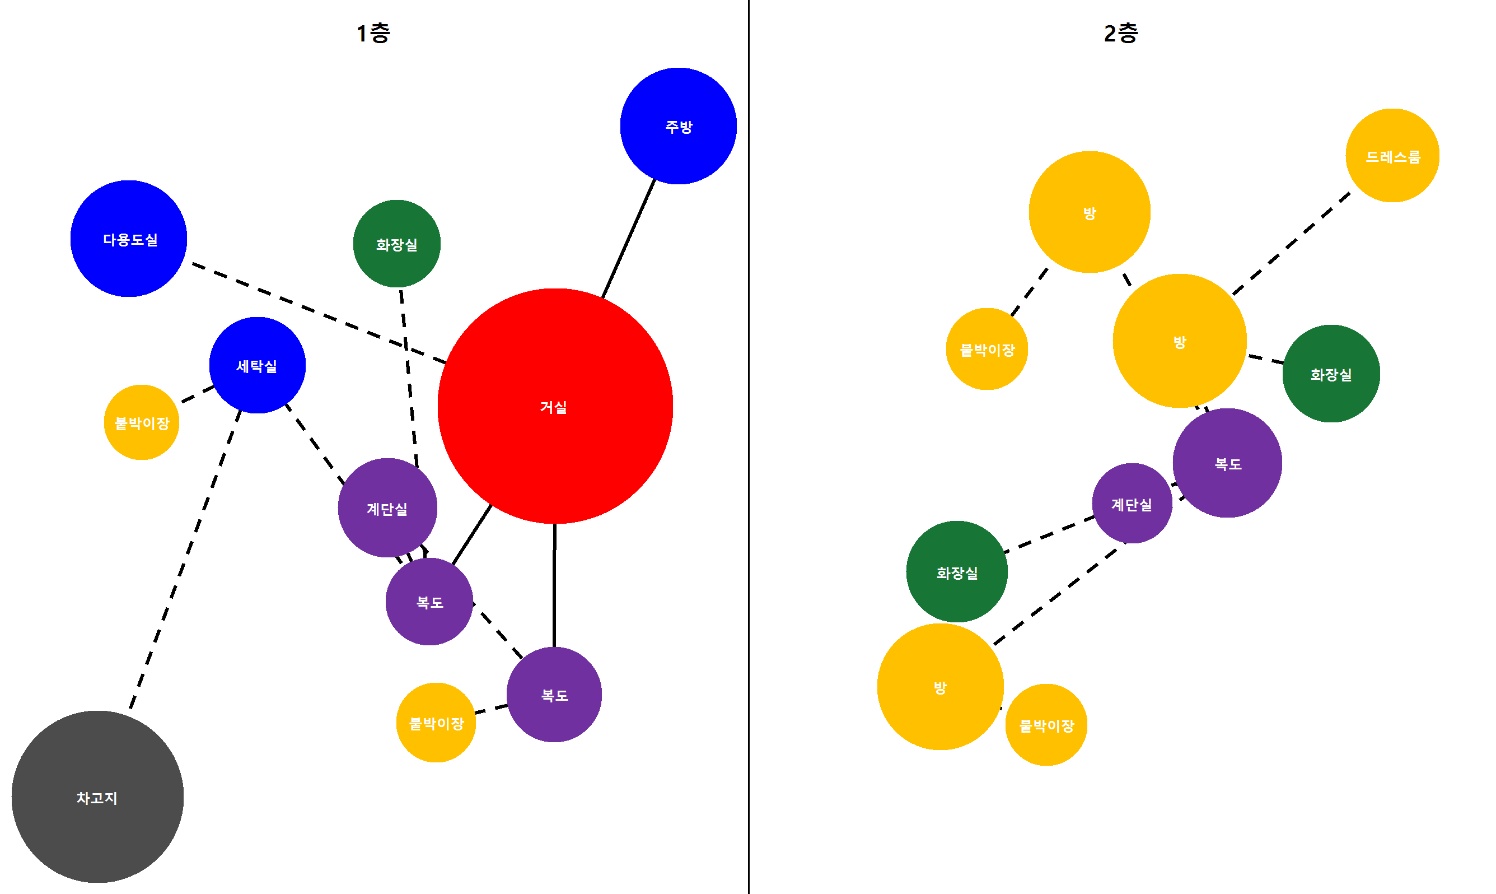 1층
주방
다용도실
화장실
세탁실
붙박이장
거실
계단실
복도
복도
붙박이장
차고지
2층
드레스룸
방
방
붙박이장
화장실
복도
계단실
화장실
방
붙박이장